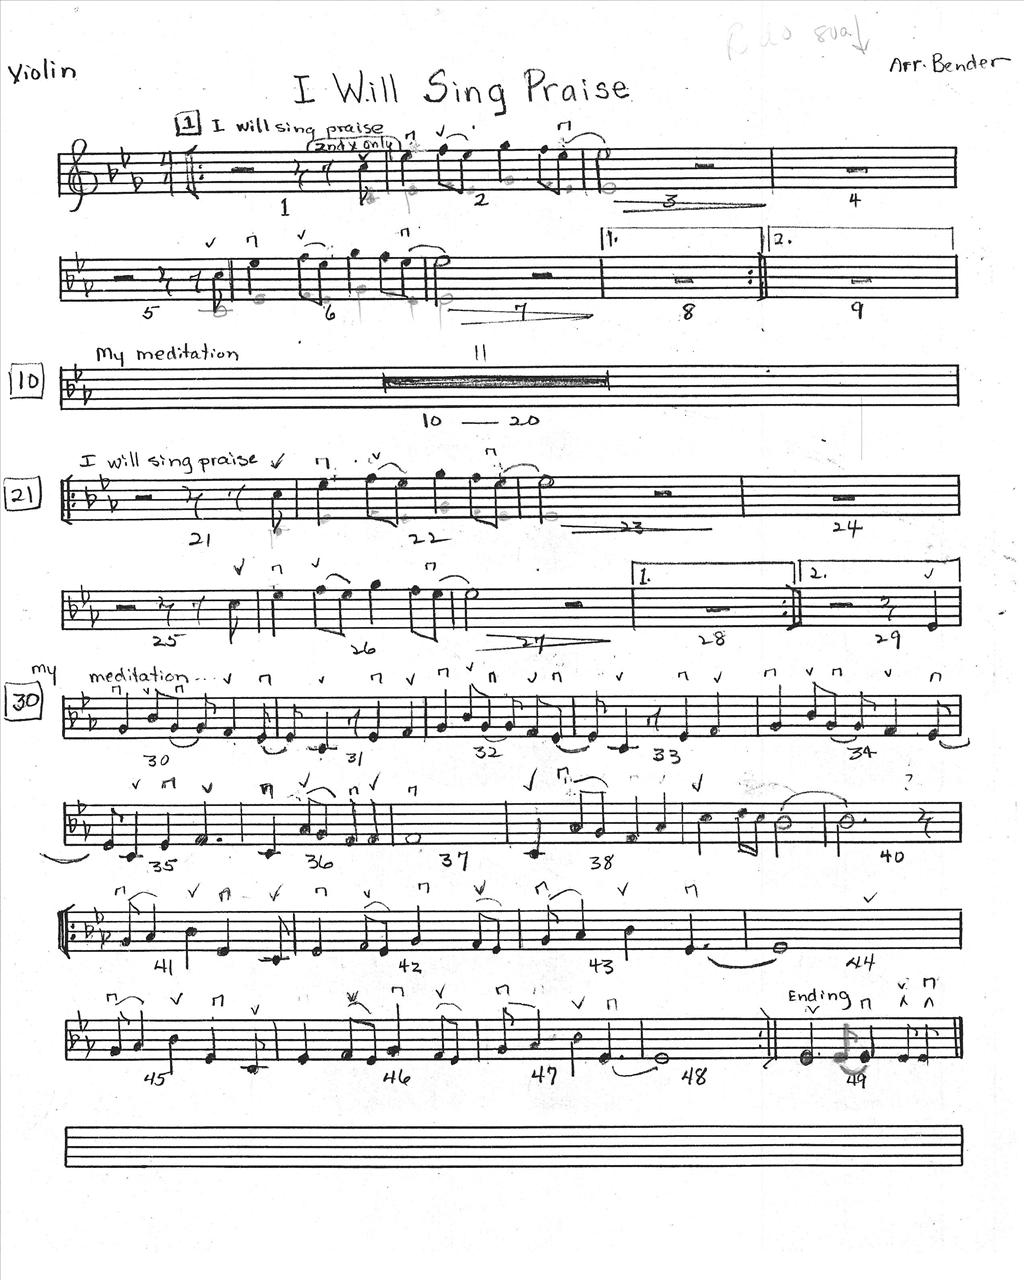 8va
Violin
Arr. Bender
I Will Sing Praise
1 I will sing praise
2nd x only
4 4
1 2 3 4
1. 2.
5 6 7 8 9
My meditation 11
10
10 — 20
I will sing praise
21
21 22 23 24
1. 2.
25 26 27 28 29
My meditation...
30
30 31 32 33 34
?
35 36 37 38 40
41 42 43 44
Ending
45 46 47 48 49